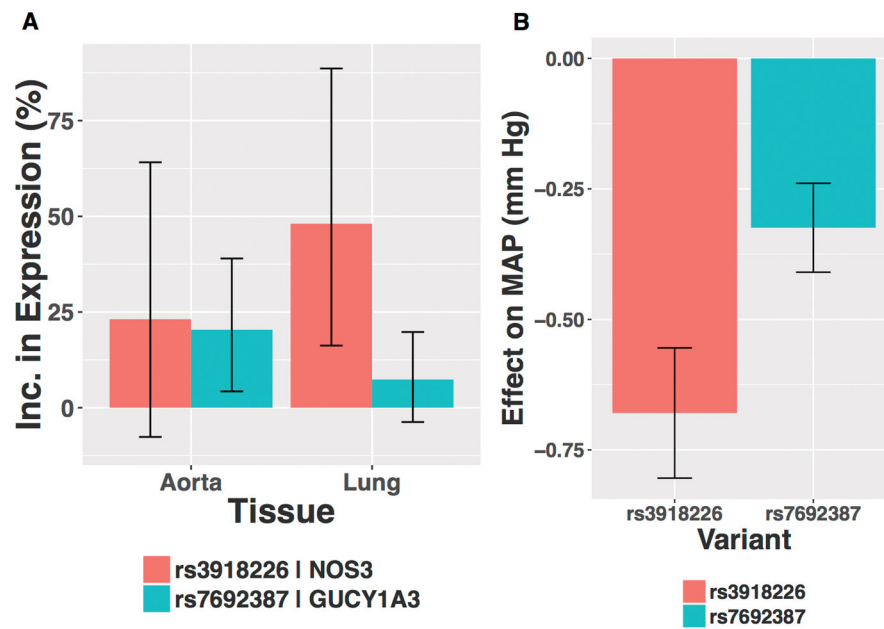 A
Inc. in Expression (%)
75
50
25
0
Aorta Lung
Tissue
rs3918226 | NOS3
rs7692387 | GUCY1A3
B
Effect on MAP (mm Hg)
0.00
−0.25
−0.50
−0.75
rs3918226 rs7692387
Variant
rs3918226
rs7692387